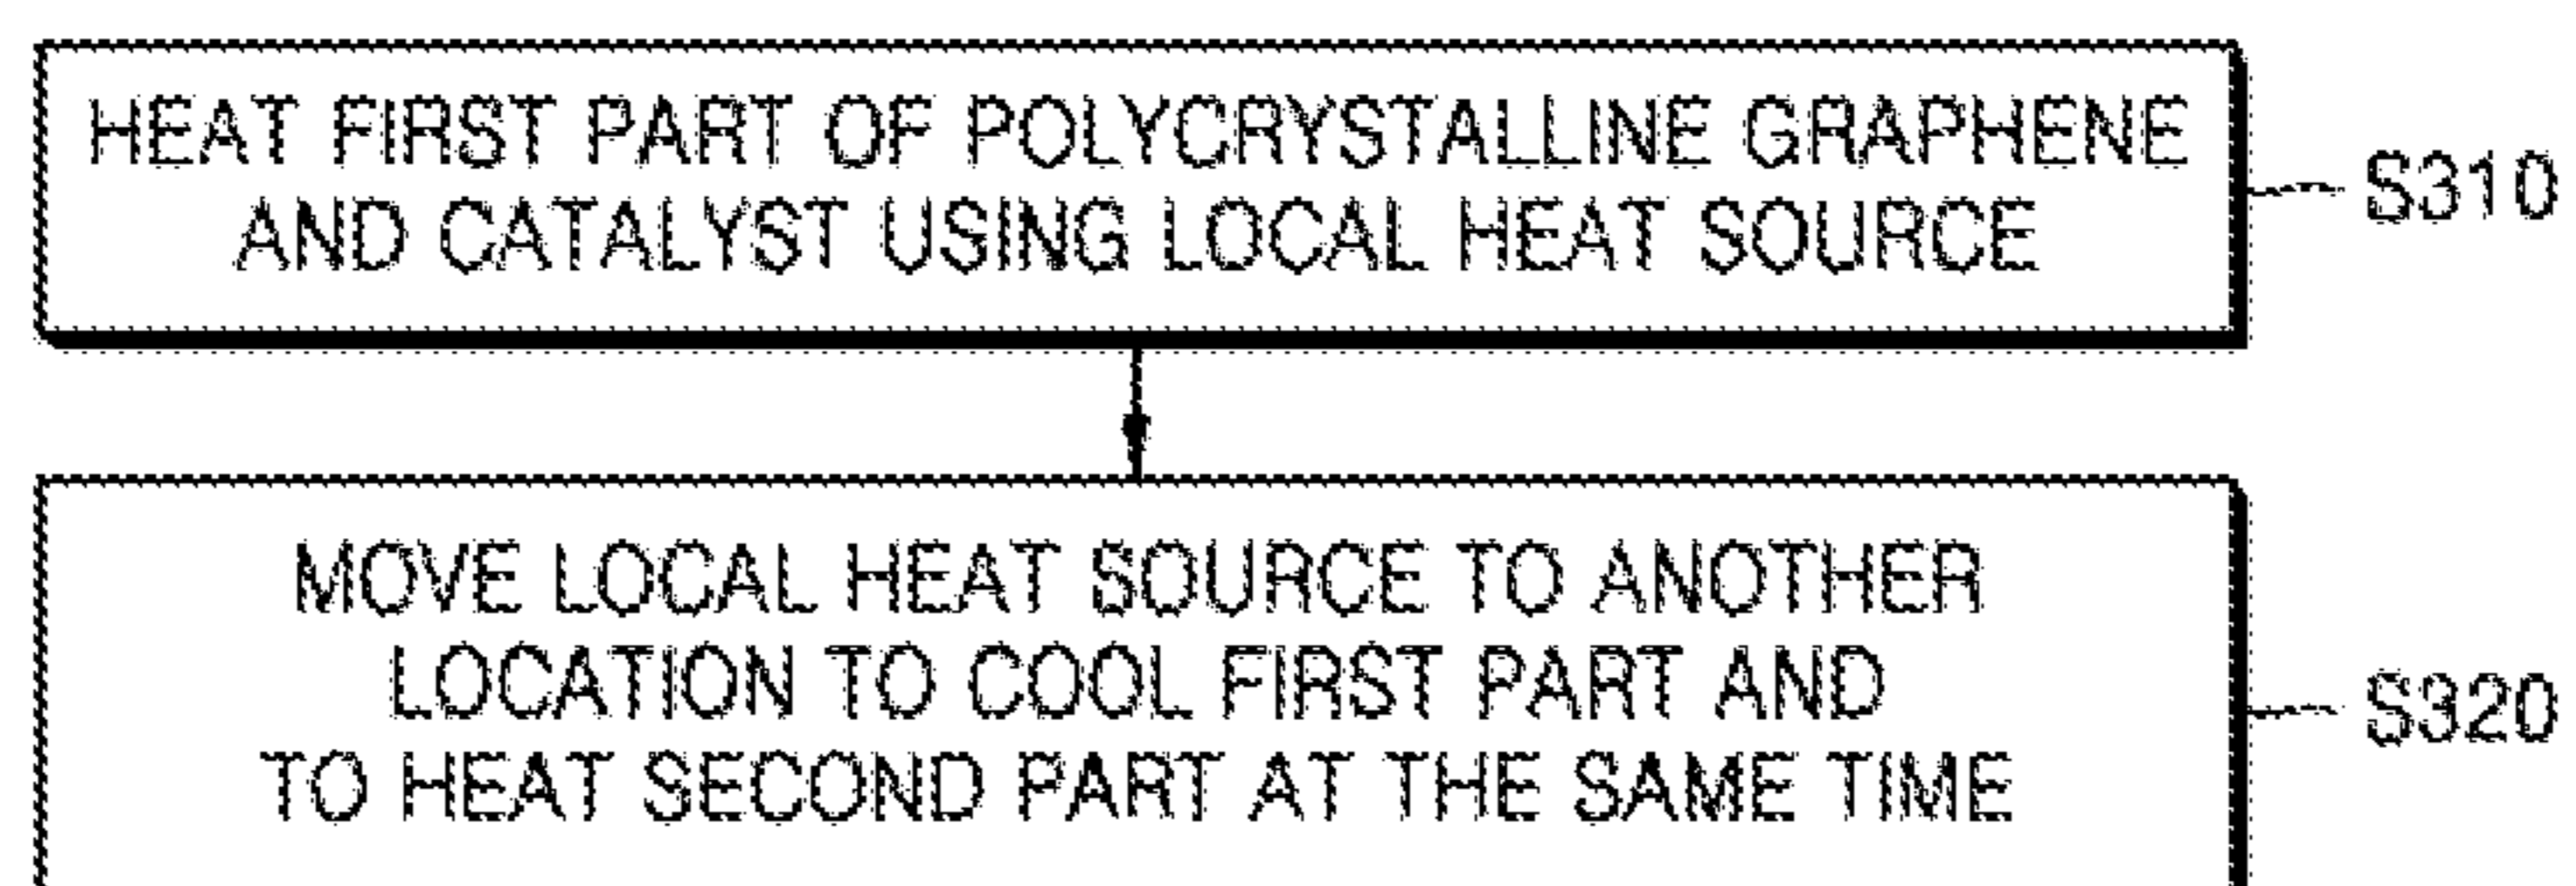 HEAT FIRST PART OF POLYCRYSTALLINE GRAPHENE
AND CATALYST USING LOCAL HEAT SOURCE
S310
MOVE LOCAL HEAT SOURCE TO ANOTHER
LOCATION TO COOL FIRST PART AND
TO HEAT SECOND PART AT THE SAME TIME
S320